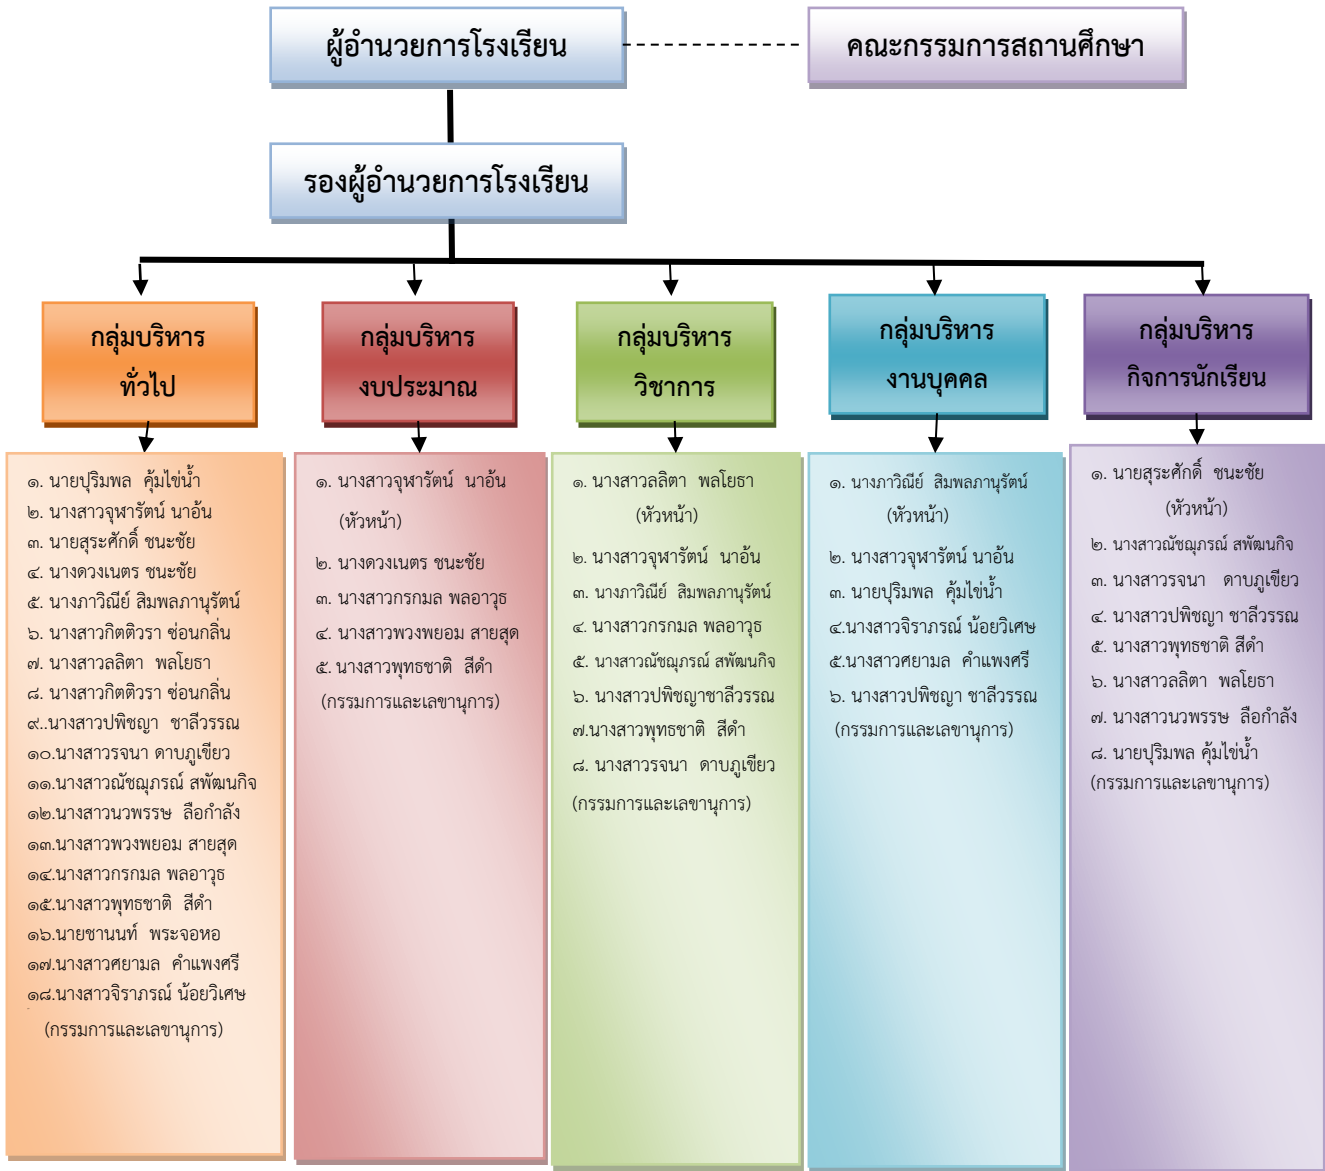 ผู้อำนวยการโรงเรียน
คณะกรรมการสถานศึกษา
รองผู้อำนวยการโรงเรียน
กลุ่มบริหาร
ทั่วไป
๑. นายปุริมพล  คุ้มไข่น้ำ
๒. นางสาวจุฬารัตน์ นาอ้น
๓. นายสุระศักดิ์ ชนะชัย
๔. นางดวงเนตร ชนะชัย
๕. นางภาวิณีย์ สิมพลภานุรัตน์
๖. นางสาวกิตติวรา ซ่อนกลิ่น
๗. นางสาวลลิตา  พลโยธา
๘. นางสาวกิตติวรา ซ่อนกลิ่น
๙..นางสาวปพิชญา  ชาลีวรรณ
๑๐.นางสาวรจนา ดาบภูเขียว
๑๑.นางสาวณัชฌุภรณ์ สพัฒนกิจ
๑๒.นางสาวนวพรรษ  ลือกำลัง
๑๓.นางสาวพวงพยอม สายสุด
๑๔.นางสาวกรกมล พลอาวุธ
๑๕.นางสาวพุทธชาติ  สีดำ
๑๖.นายชานนท์  พระจอหอ
๑๗.นางสาวศยามล  คำแพงศรี
๑๘.นางสาวจิราภรณ์ น้อยวิเศษ
(กรรมการและเลขานุการ)
กลุ่มบริหาร
งบประมาณ
๑. นางสาวจุฬารัตน์  นาอ้น
(หัวหน้า)
๒. นางดวงเนตร ชนะชัย
๓. นางสาวกรกมล พลอาวุธ
๔. นางสาวพวงพยอม สายสุด
๕. นางสาวพุทธชาติ  สีดำ
(กรรมการและเลขานุการ)
กลุ่มบริหาร
วิชาการ
๑. นางสาวลลิตา  พลโยธา
(หัวหน้า)
๒. นางสาวจุฬารัตน์  นาอ้น
๓. นางภาวิณีย์  สิมพลภานุรัตน์
๔. นางสาวกรกมล พลอาวุธ
๕. นางสาวณัชฌุภรณ์ สพัฒนกิจ
๖. นางสาวปพิชญาชาลีวรรณ
๗.นางสาวพุทธชาติ  สีดำ
๘. นางสาวรจนา  ดาบภูเขียว
(กรรมการและเลขานุการ)
กลุ่มบริหาร
งานบุคคล
๑. นางภาวิณีย์  สิมพลภานุรัตน์
(หัวหน้า)
๒. นางสาวจุฬารัตน์ นาอ้น
๓. นายปุริมพล  คุ้มไข่น้ำ
๔.นางสาวจิราภรณ์ น้อยวิเศษ
๕.นางสาวศยามล  คำแพงศรี
๖. นางสาวปพิชญา ชาลีวรรณ
(กรรมการและเลขานุการ)
กลุ่มบริหาร
กิจการนักเรียน
๑. นายสุระศักดิ์  ชนะชัย
(หัวหน้า)
๒. นางสาวณัชฌุภรณ์ สพัฒนกิจ
๓. นางสาวรจนา   ดาบภูเขียว
๔. นางสาวปพิชญา ชาลีวรรณ
๕. นางสาวพุทธชาติ สีดำ
๖. นางสาวลลิตา  พลโยธา
๗. นางสาวนวพรรษ  ลือกำลัง
๘. นายปุริมพล คุ้มไข่น้ำ
(กรรมการและเลขานุการ)